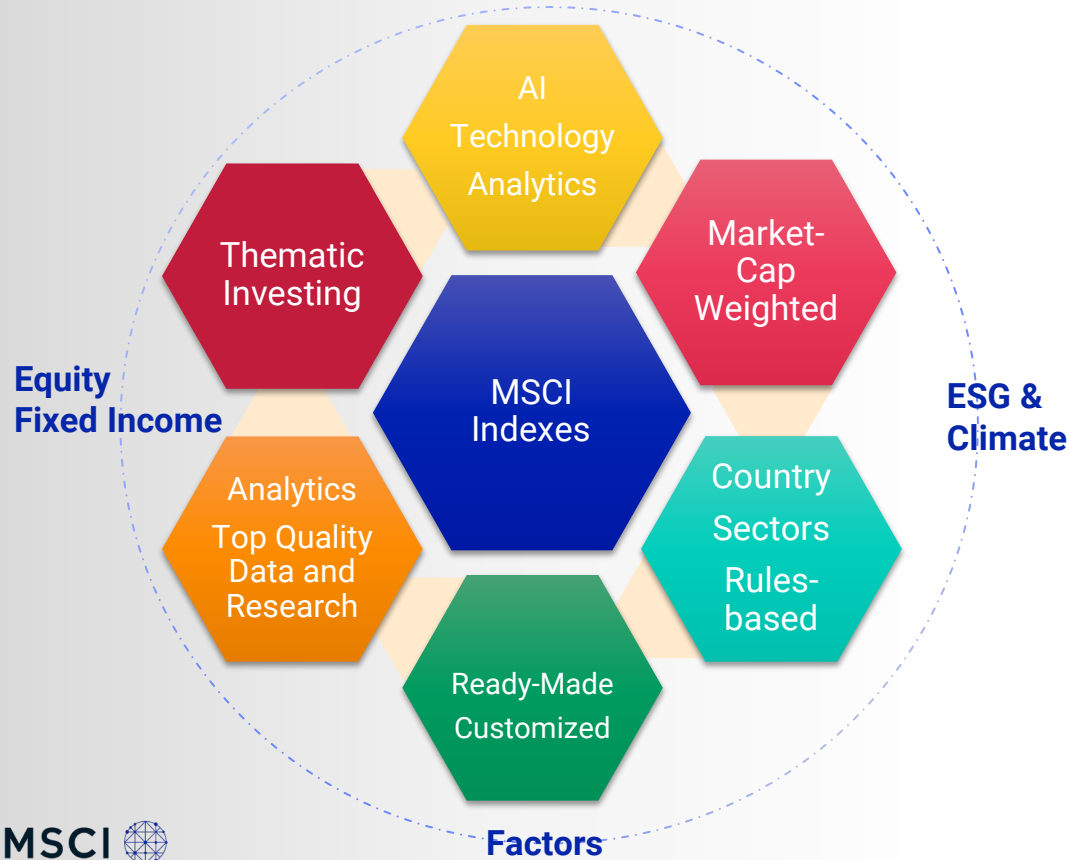 AI
Technology
Analytics
Thematic
Investing
Market-
Cap
Weighted
MSCI
Indexes
Equity
Fixed Income
ESG &
Climate
Analytics
Top Quality
Data and
Research
Country
Sectors
Rules-
based
Ready-Made
Customized
Factors
MSCI